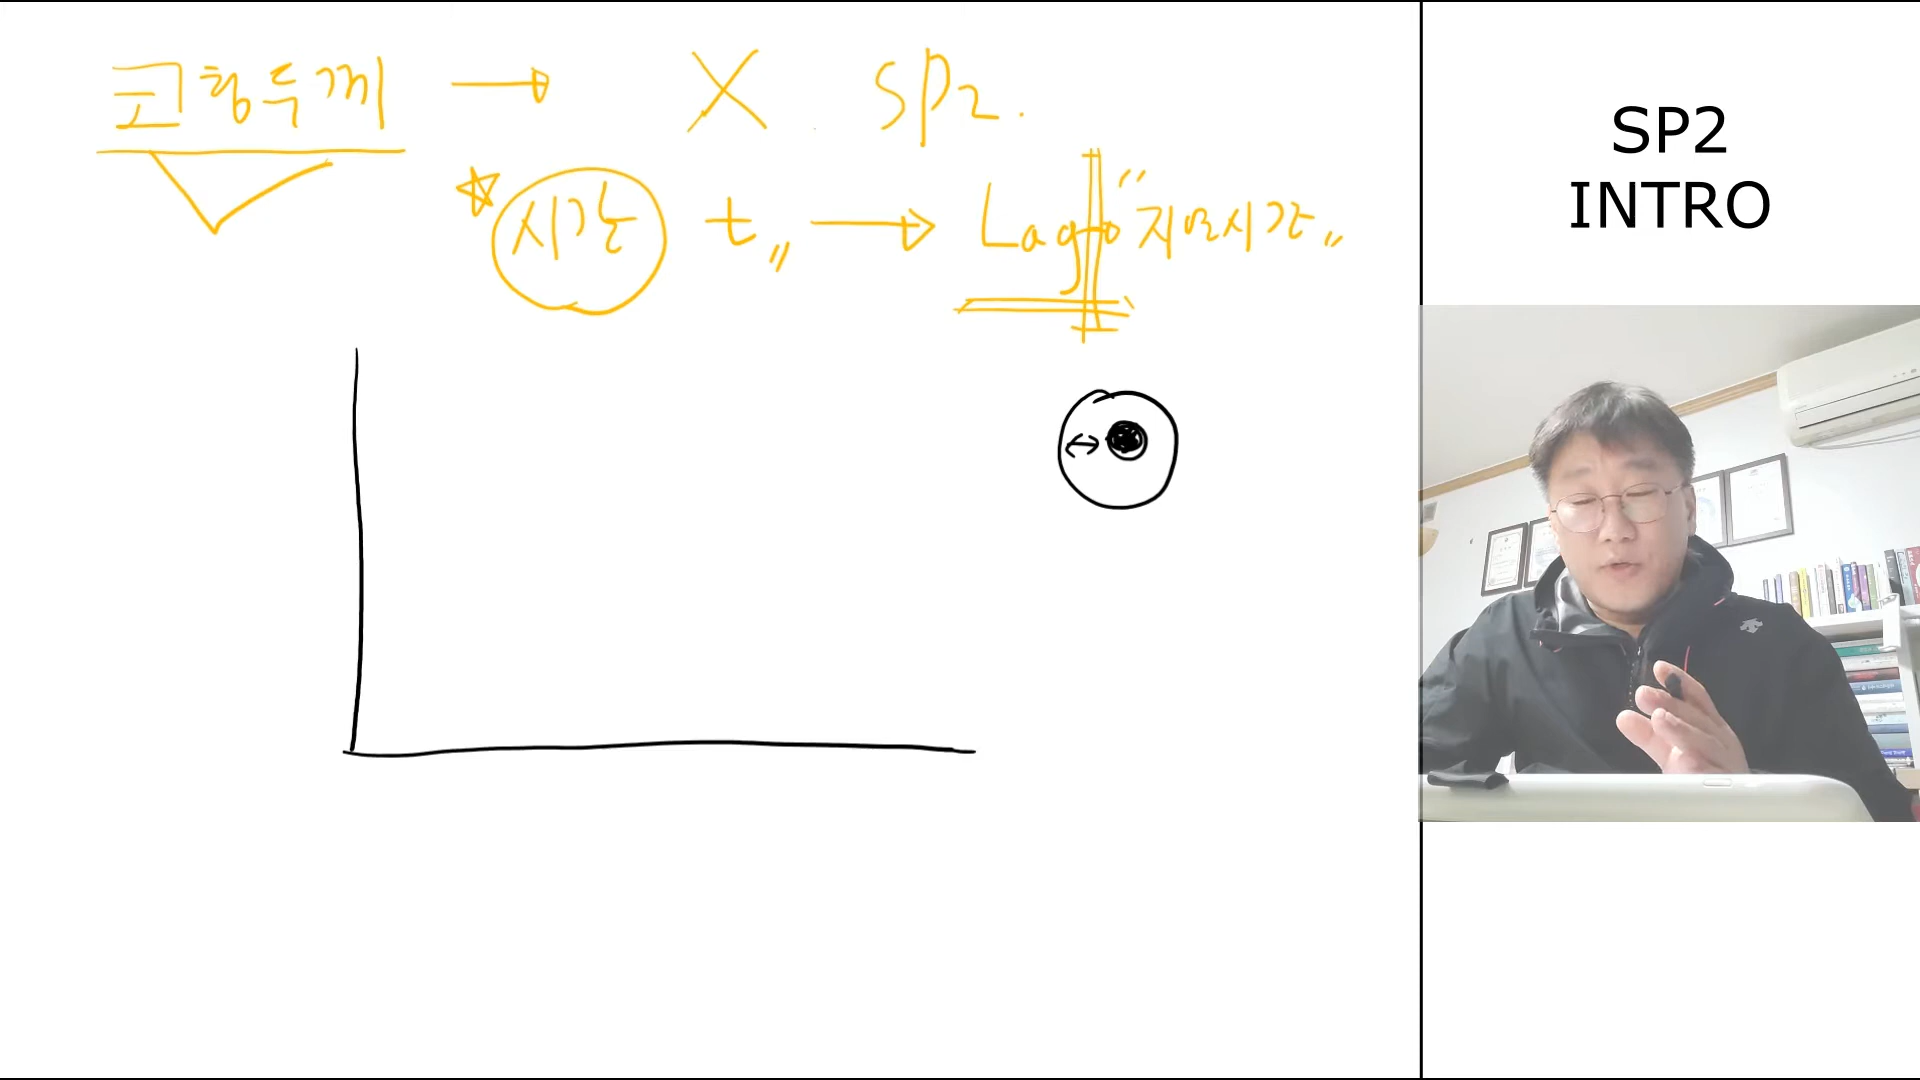 코팅두께 → X. SP2.
☆ 시간 t〃 → Lag "지연시간〃
SP2
INTRO